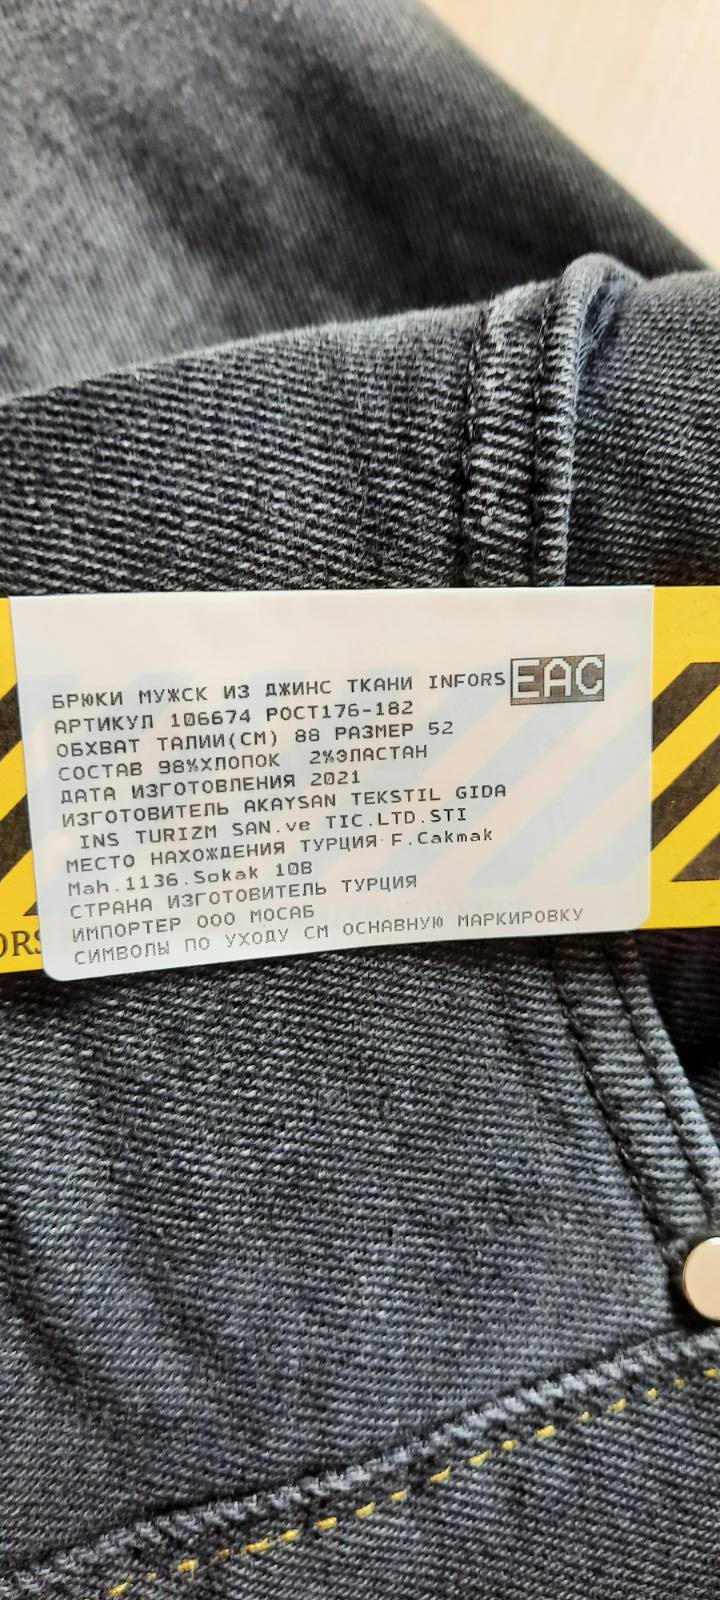 БРЮКИ МУЖСК ИЗ ДЖИНС ТКАНИ INFORS EAC
АРТИКУЛ 106674 РОСТ176-182
ОБХВАТ ТАЛИИ(СМ) 88 РАЗМЕР 52
СОСТАВ 98%ХЛОПОК 2%ЭЛАСТАН
ДАТА ИЗГОТОВЛЕНИЯ 2021
ИЗГОТОВИТЕЛЬ AKAYSAN TEKSTIL GIDA
INS TURIZM SAN.ve TIC.LTD.STI
МЕСТО НАХОЖДЕНИЯ ТУРЦИЯ F.Cakmak
Mah.1136.Sokak 10B
СТРАНА ИЗГОТОВИТЕЛЬ ТУРЦИЯ
ИМПОРТЕР ООО МОСАБ
СИМВОЛЫ ПО УХОДУ СМ ОСНАВНУЮ МАРКИРОВКУ